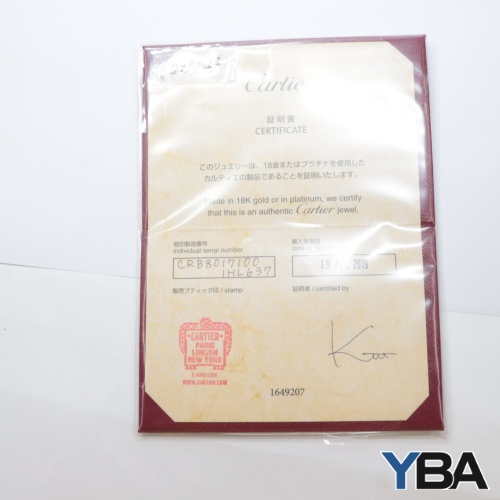 Cartier
証明書
CERTIFICATE
このジュエリーは、18金またはプラチナを使用した
カルティエの製品であることを証明いたします。
Made in 18K gold or in platinum, we certify
that this is an authentic Cartier jewel.
個別製造番号
individual serial number
CRB8017100
1HL637
購入年月日
date of
19 2019
販売ブティック印 / stamp
証明者 / certified by
CARTIER
PARIS
LONDON
NEW YORK
WWW.CARTIER.COM
1649207
YBA